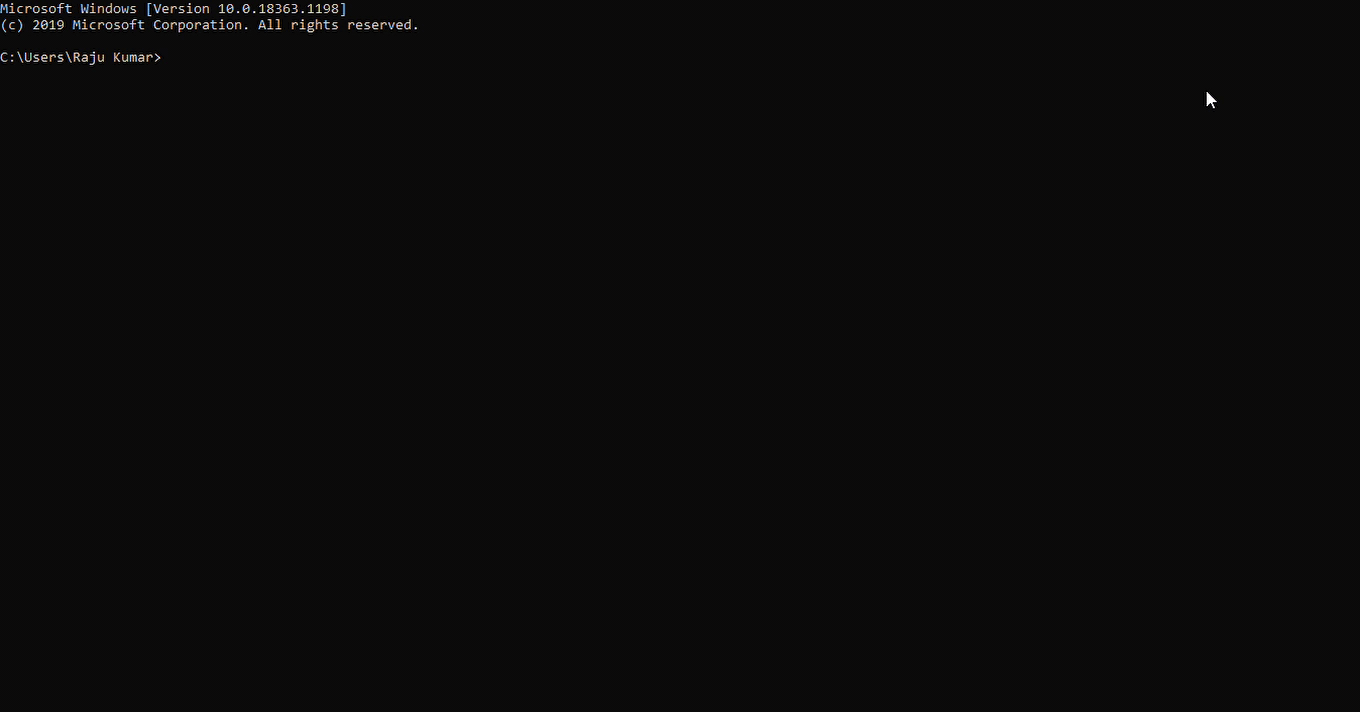 Microsoft Windows [Version 10.0.18363.1198]
(c) 2019 Microsoft Corporation. All rights reserved.
C:\Users\Raju Kumar>